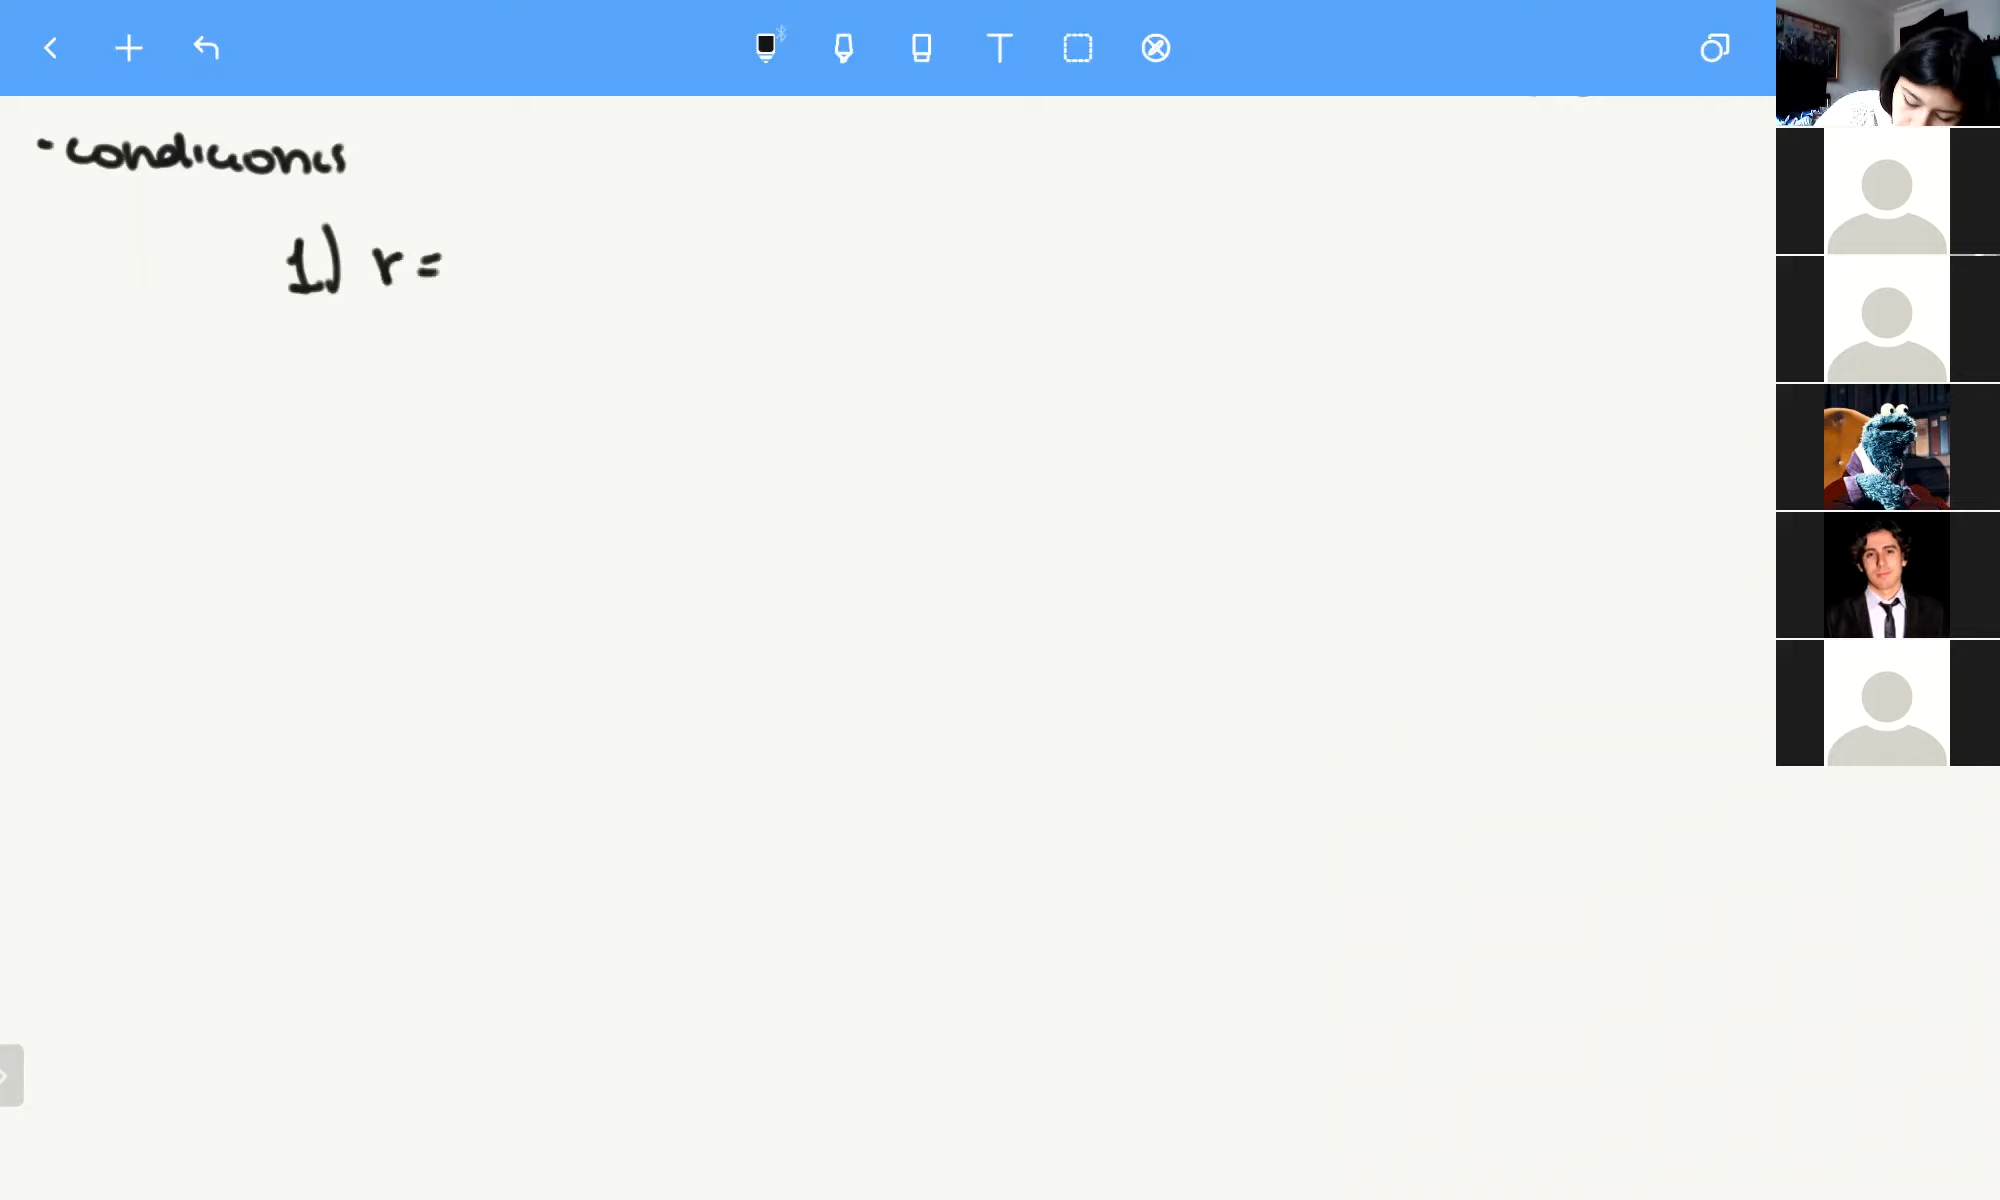 · condiciones
1) r =